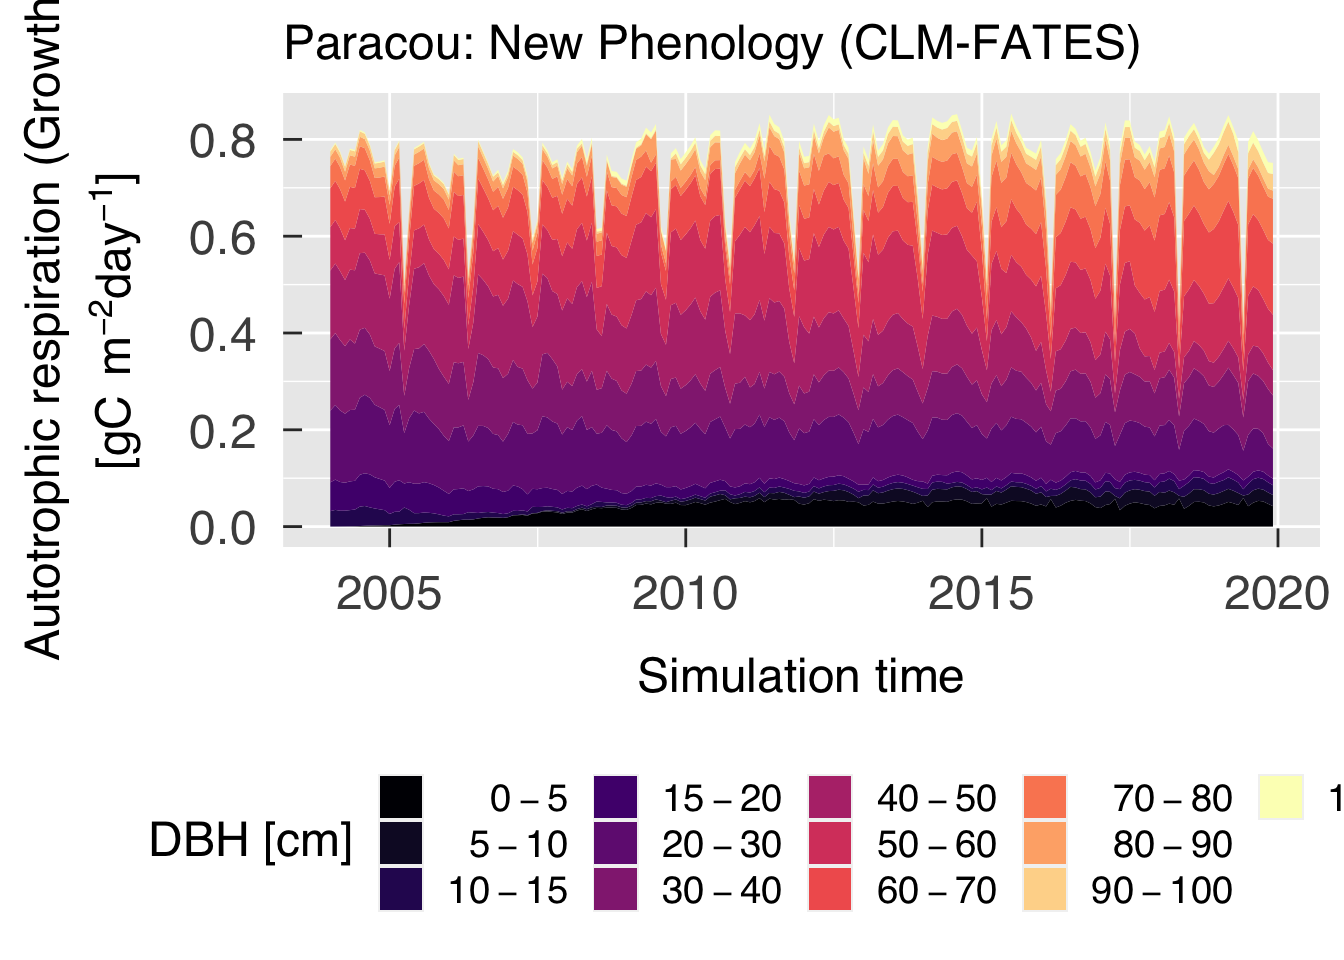 Paracou: New Phenology (CLM-FATES)
Autotrophic respiration (Growth
[gC m⁻²day⁻¹]
0.8
0.6
0.4
0.2
0.0
2005 2010 2015 2020
Simulation time
DBH [cm]
0 – 5 15 – 20 40 – 50 70 – 80 1
5 – 10 20 – 30 50 – 60 80 – 90
10 – 15 30 – 40 60 – 70 90 – 100